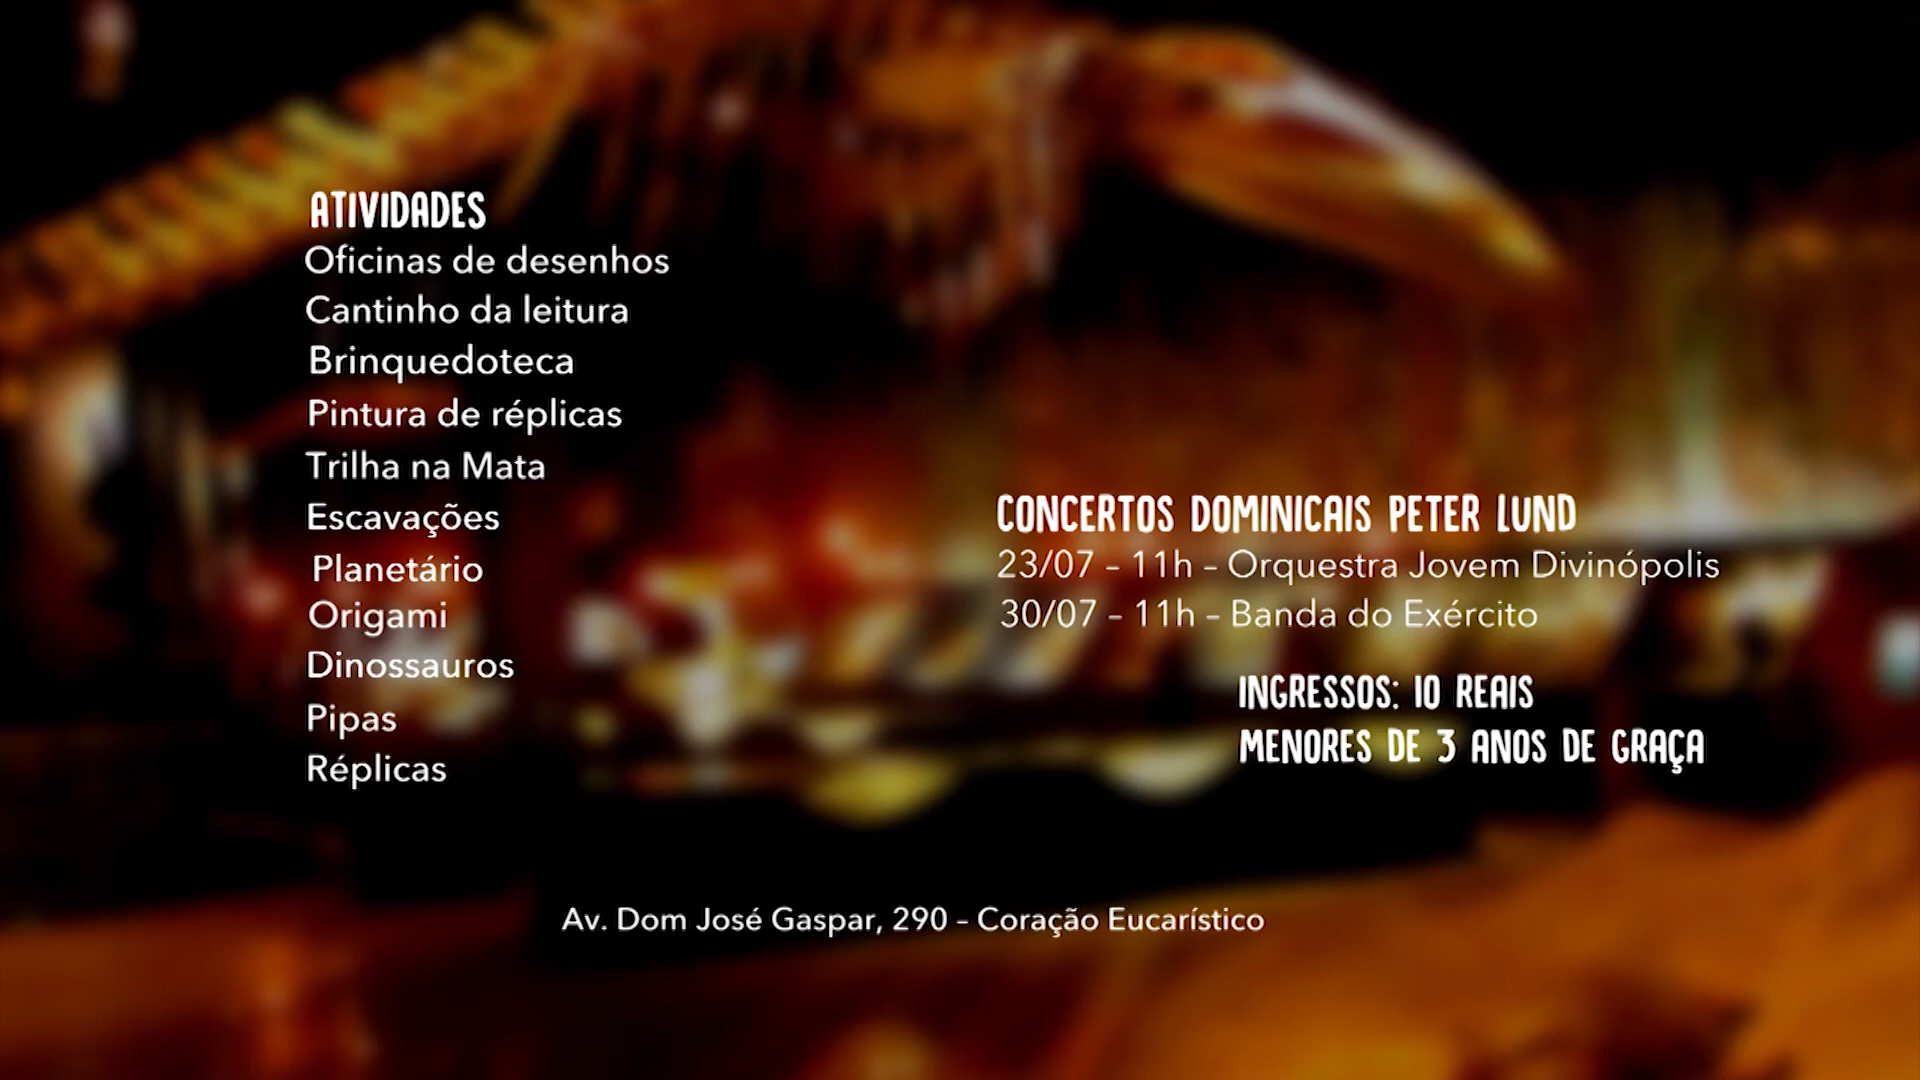 ATIVIDADES
Oficinas de desenhos
Cantinho da leitura
Brinquedoteca
Pintura de réplicas
Trilha na Mata
Escavações
Planetário
Origami
Dinossauros
Pipas
Réplicas
CONCERTOS DOMINICAIS PETER LUND
23/07 – 11h – Orquestra Jovem Divinópolis
30/07 – 11h – Banda do Exército
INGRESSOS: 10 REAIS
MENORES DE 3 ANOS DE GRAÇA
Av. Dom José Gaspar, 290 – Coração Eucarístico